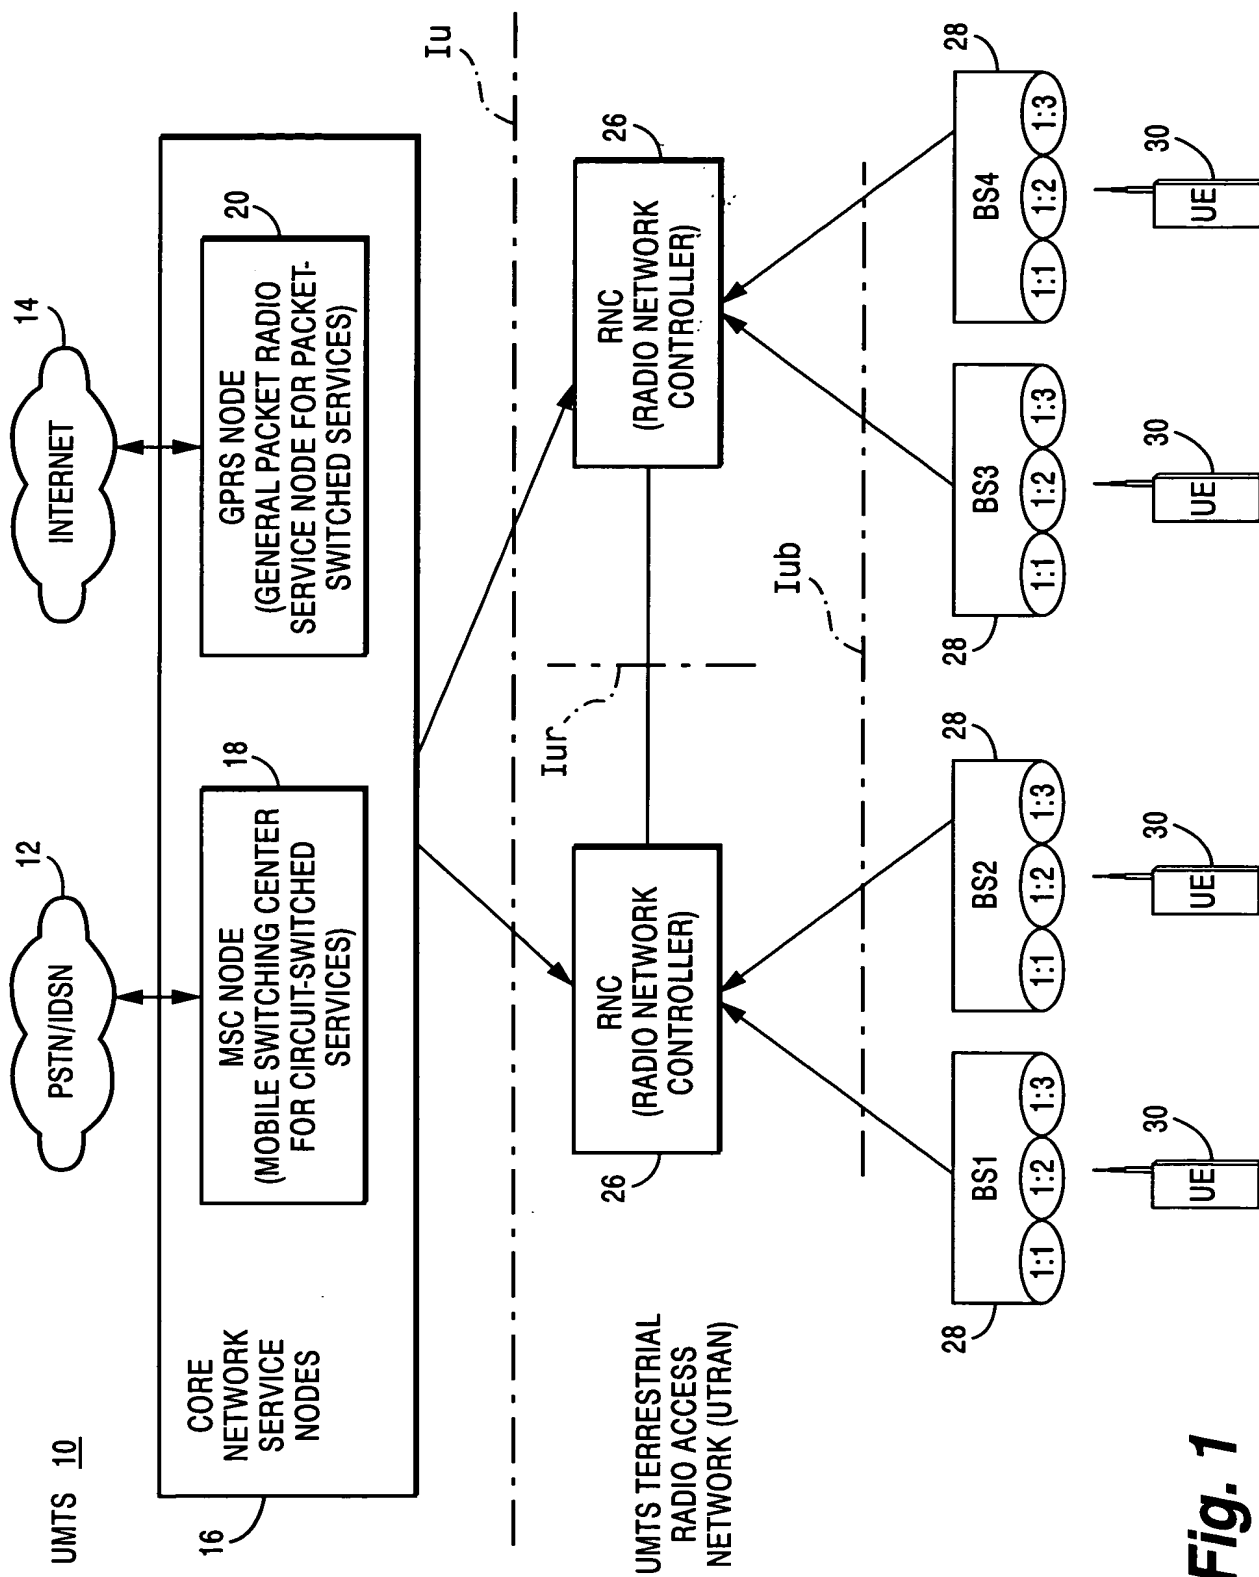 UMTS 10
PSTN/IDSN
12
INTERNET
14
16
CORE
NETWORK
SERVICE
NODES
18
MSC NODE
(MOBILE SWITCHING CENTER
FOR CIRCUIT-SWITCHED
SERVICES)
20
GPRS NODE
(GENERAL PACKET RADIO
SERVICE NODE FOR PACKET-
SWITCHED SERVICES)
Iu
UMTS TERRESTRIAL
RADIO ACCESS
NETWORK (UTRAN)
26
RNC
(RADIO NETWORK
CONTROLLER)
Iur
26
RNC
(RADIO NETWORK
CONTROLLER)
Iub
28
BS1
1:1 1:2 1:3
28
BS2
1:1 1:2 1:3
28
BS3
1:1 1:2 1:3
28
BS4
1:1 1:2 1:3
30
UE
30
UE
30
UE
30
UE
Fig. 1